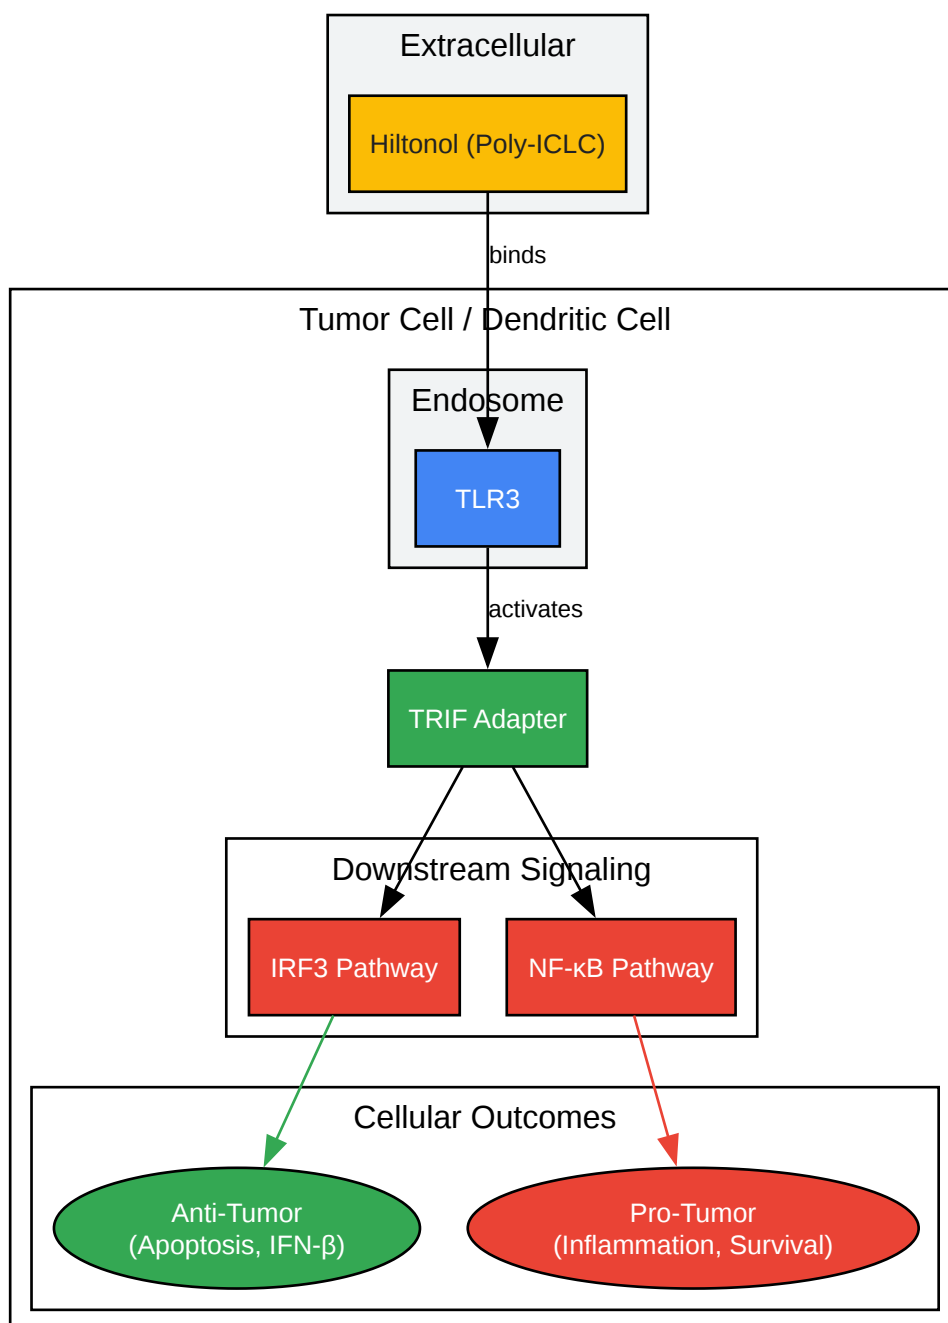 Extracellular
Hiltonol (Poly-ICLC)
binds
Tumor Cell / Dendritic Cell
Endosome
TLR3
activates
TRIF Adapter
Downstream Signaling
IRF3 Pathway
NF-κB Pathway
Cellular Outcomes
Anti-Tumor
(Apoptosis, IFN-β)
Pro-Tumor
(Inflammation, Survival)